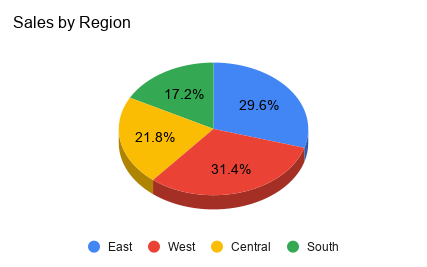 Sales by Region
17.2%
29.6%
21.8%
31.4%
East West Central South